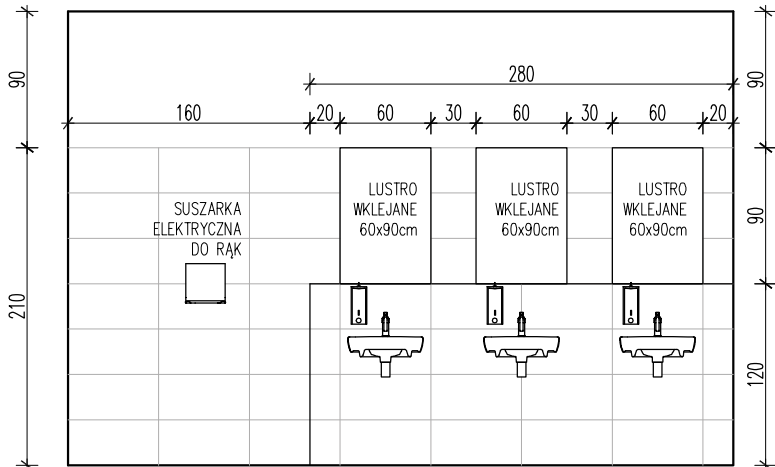 90
280
90
160
20
60
30
60
30
60
20
LUSTRO
WKLEJANE
60x90cm
LUSTRO
WKLEJANE
60x90cm
LUSTRO
WKLEJANE
60x90cm
SUSZARKA
ELEKTRYCZNA
DO RĄK
90
210
120